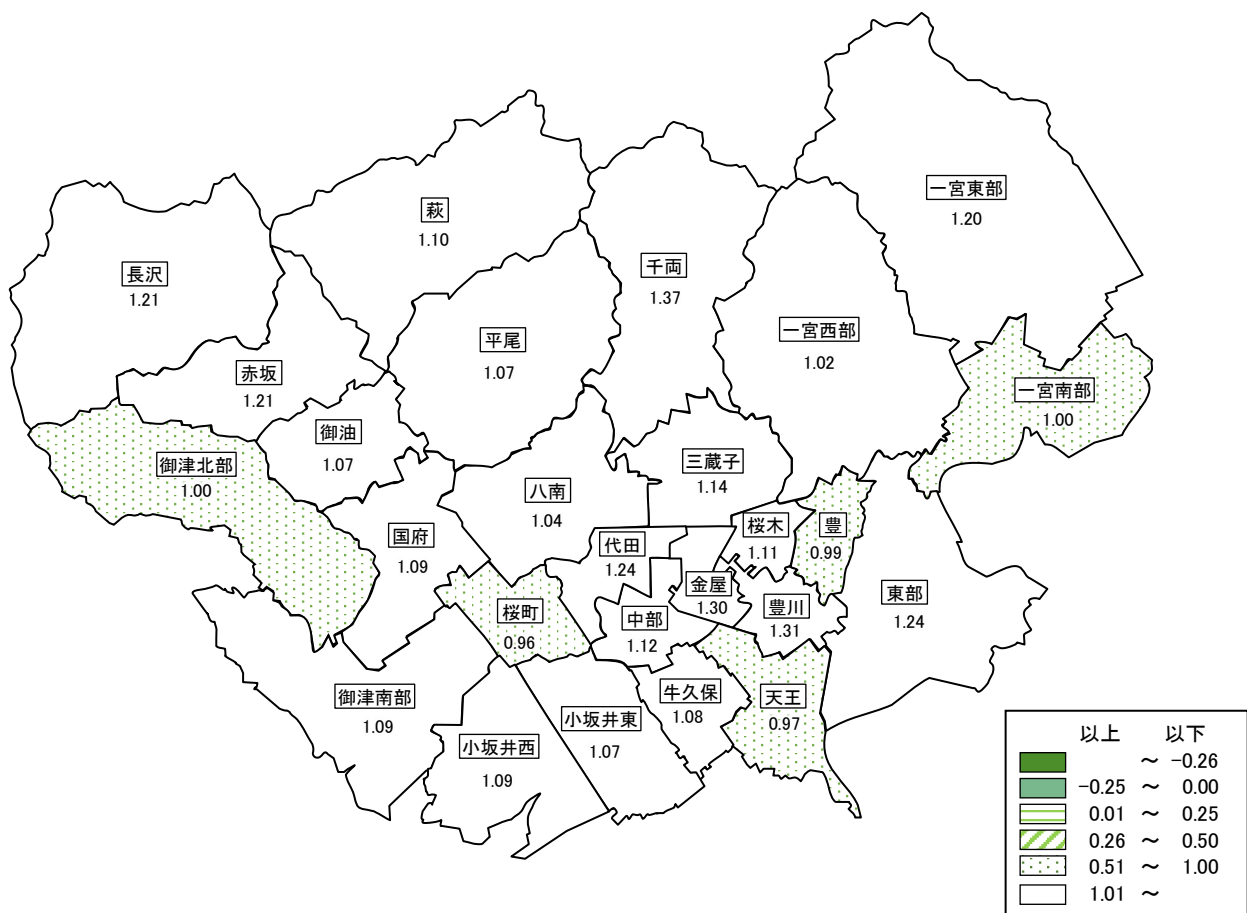 一宮東部
1.20
萩
1.10
千両
1.37
長沢
1.21
一宮西部
1.02
平尾
1.07
赤坂
1.21
一宮南部
1.00
御油
1.07
御津北部
1.00
三蔵子
1.14
八南
1.04
国府
1.09
代田
1.24
桜木
1.11
豊
0.99
金屋
1.30
豊川
1.31
東部
1.24
桜町
0.96
中部
1.12
御津南部
1.09
牛久保
1.08
天王
0.97
小坂井東
1.07
小坂井西
1.09
以上 以下
～ -0.26
-0.25 ～ 0.00
0.01 ～ 0.25
0.26 ～ 0.50
0.51 ～ 1.00
1.01 ～